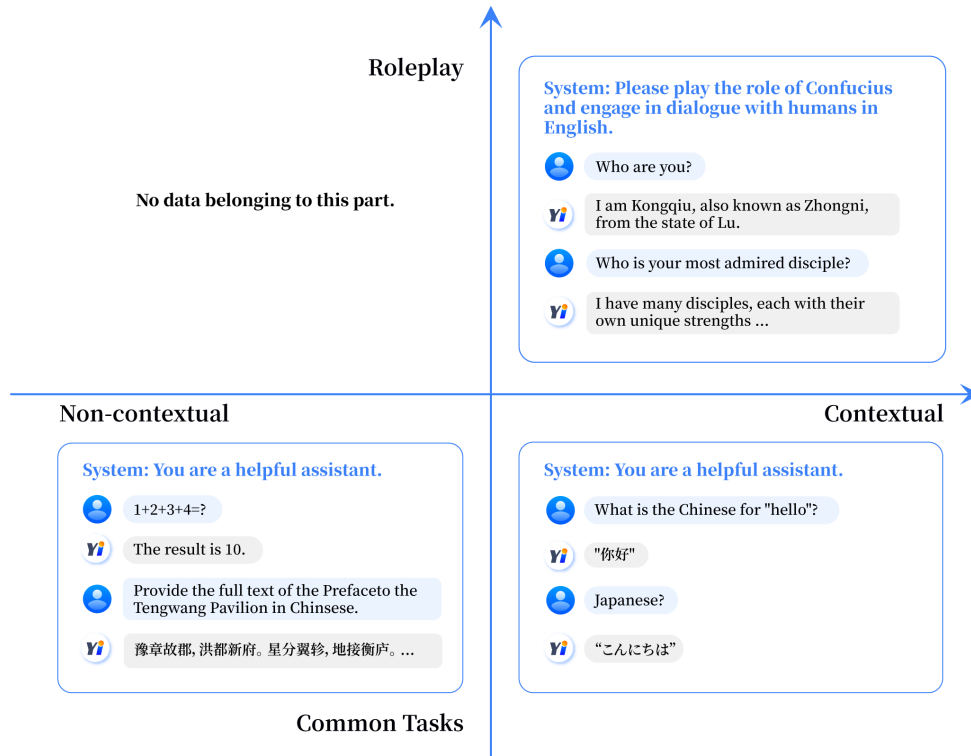 Roleplay
No data belonging to this part.
System: Please play the role of Confucius
and engage in dialogue with humans in
English.
Who are you?
Yi
I am Kongqiu, also known as Zhongni,
from the state of Lu.
Who is your most admired disciple?
Yi
I have many disciples, each with their
own unique strengths ...
Non-contextual
Contextual
System: You are a helpful assistant.
1+2+3+4=?
Yi
The result is 10.
Provide the full text of the Prefaceto the
Tengwang Pavilion in Chinsese.
Yi
豫章故郡, 洪都新府。星分翼轸, 地接衡庐。...
System: You are a helpful assistant.
What is the Chinese for "hello"?
Yi
"你好"
Japanese?
Yi
“こんにちは”
Common Tasks